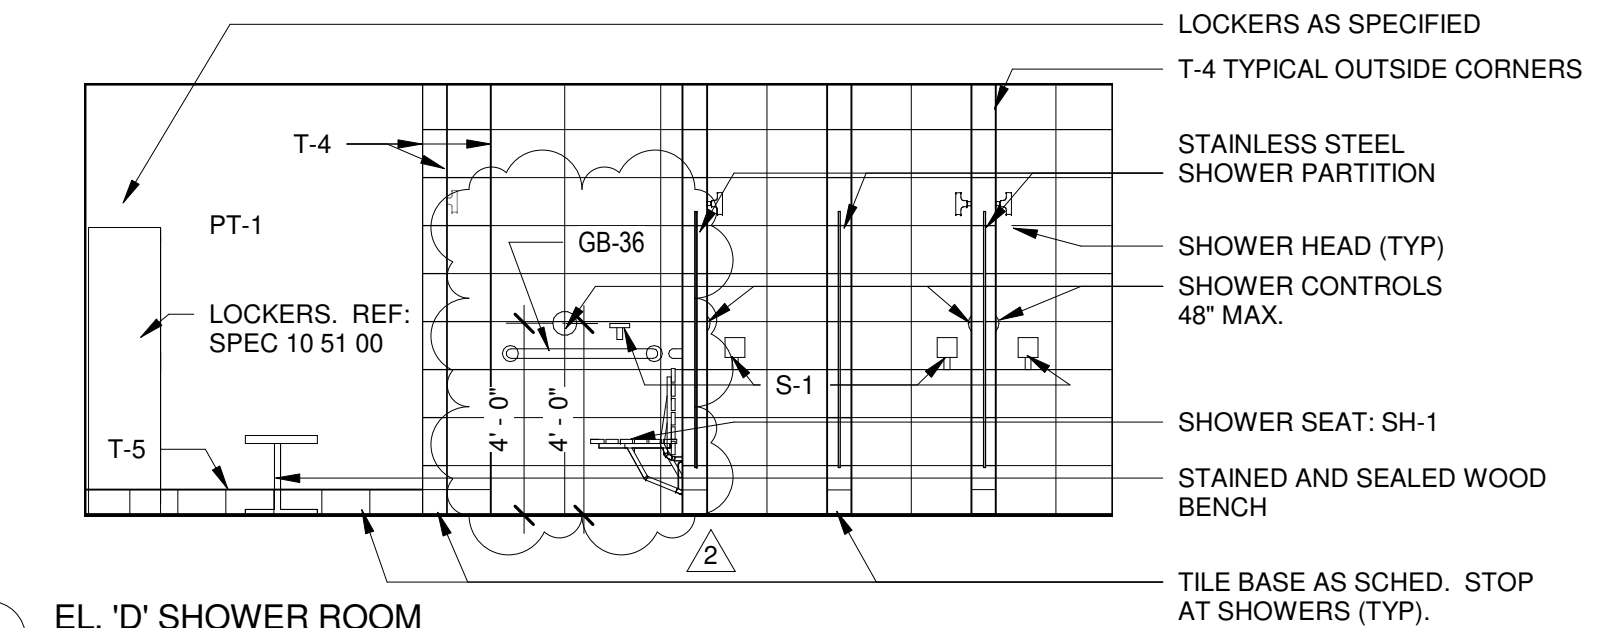 LOCKERS AS SPECIFIED
T-4 TYPICAL OUTSIDE CORNERS
T-4
STAINLESS STEEL
SHOWER PARTITION
PT-1
GB-36
SHOWER HEAD (TYP)
SHOWER CONTROLS
48" MAX.
LOCKERS. REF:
SPEC 10 51 00
S-1
4' - 0"
4' - 0"
SHOWER SEAT: SH-1
T-5
STAINED AND SEALED WOOD
BENCH
2
TILE BASE AS SCHED. STOP
AT SHOWERS (TYP).
EL. 'D' SHOWER ROOM